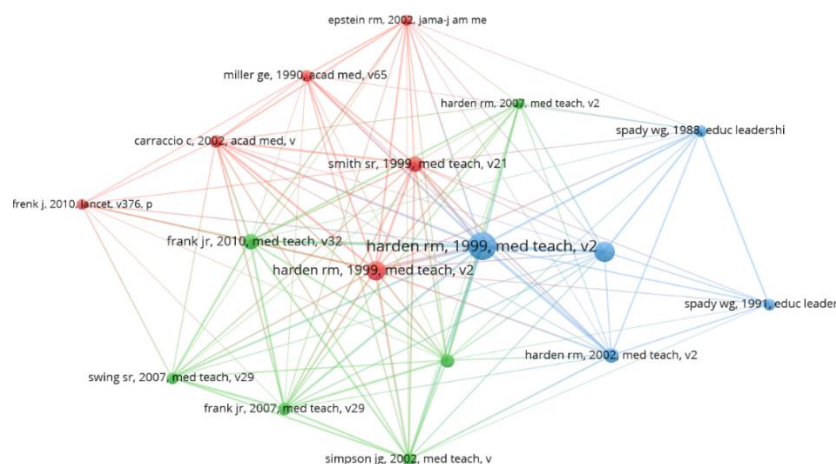 epstein rm, 2002, jama-j am me
miller ge, 1990, acad med, v65
harden rm, 2007, med teach, v2
spady wg, 1988, educ leadershi
carraccio c, 2002, acad med, v
smith sr, 1999, med teach, v21
frenk j, 2010, lancet, v376, p
frank jr, 2010, med teach, v32
harden rm, 1999, med teach, v2
harden rm, 1999, med teach, v2
spady wg, 1991, educ leader
harden rm, 2002, med teach, v2
swing sr, 2007, med teach, v29
frank jr, 2007, med teach, v29
simpson jg, 2002, med teach, v